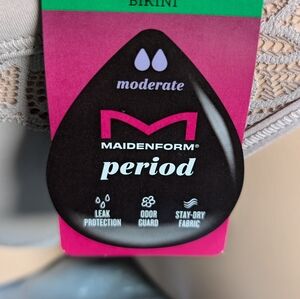 BIKINI
moderate
MAIDENFORM®
period
LEAK
PROTECTION
ODOR
GUARD
STAY-DRY
FABRIC